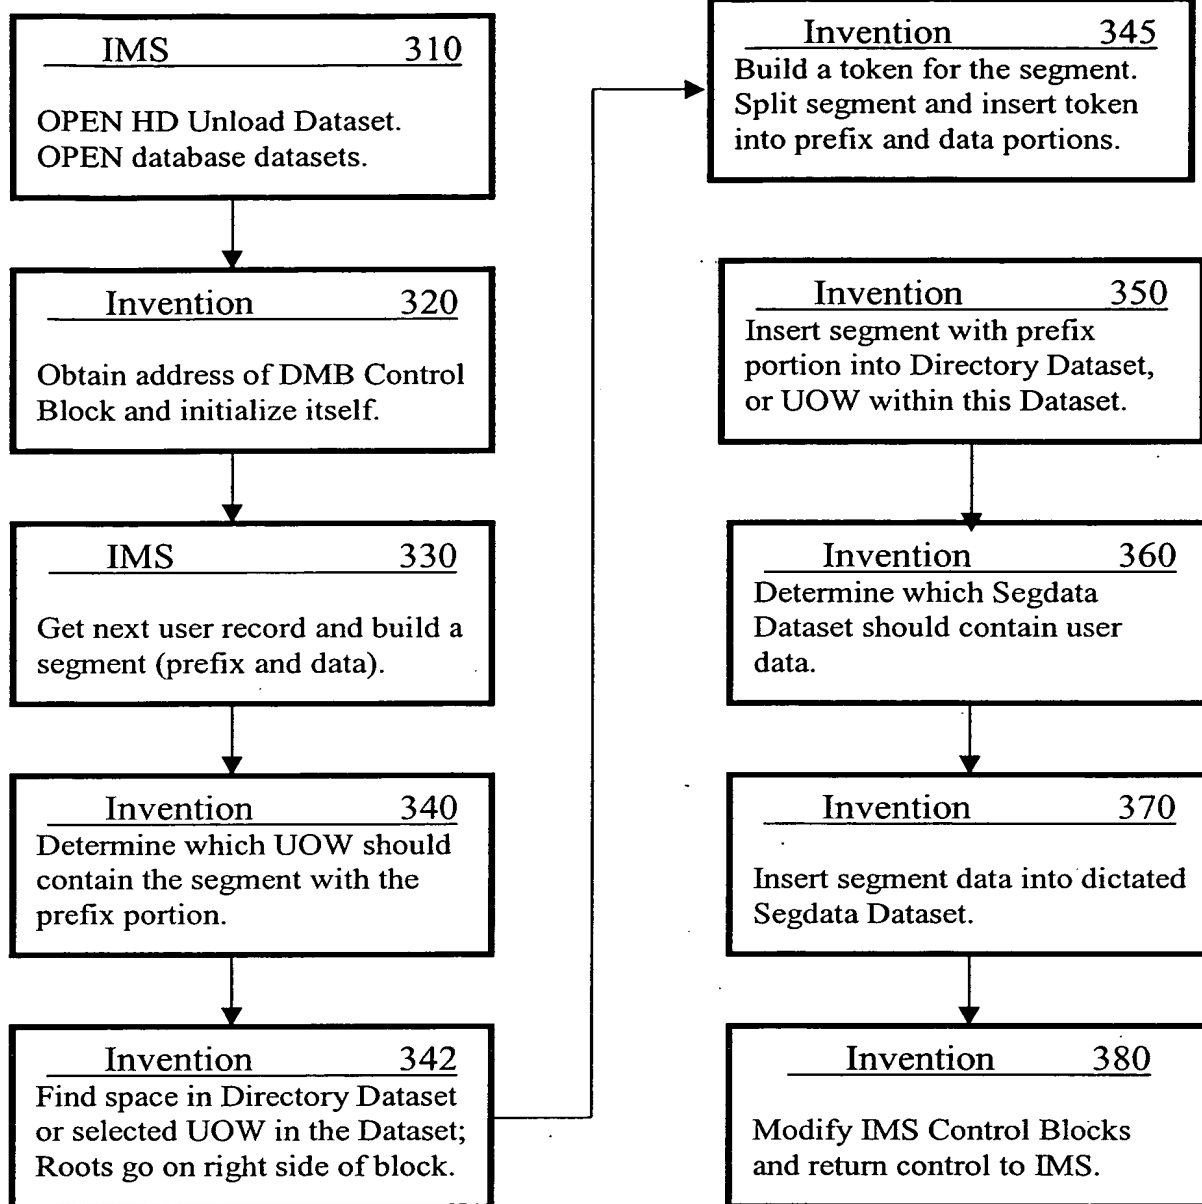 IMS 310
OPEN HD Unload Dataset.
OPEN database datasets.
Invention 320
Obtain address of DMB Control
Block and initialize itself.
IMS 330
Get next user record and build a
segment (prefix and data).
Invention 340
Determine which UOW should
contain the segment with the
prefix portion.
Invention 342
Find space in Directory Dataset
or selected UOW in the Dataset;
Roots go on right side of block.
Invention 345
Build a token for the segment.
Split segment and insert token
into prefix and data portions.
Invention 350
Insert segment with prefix
portion into Directory Dataset,
or UOW within this Dataset.
Invention 360
Determine which Segdata
Dataset should contain user
data.
Invention 370
Insert segment data into dictated
Segdata Dataset.
Invention 380
Modify IMS Control Blocks
and return control to IMS.